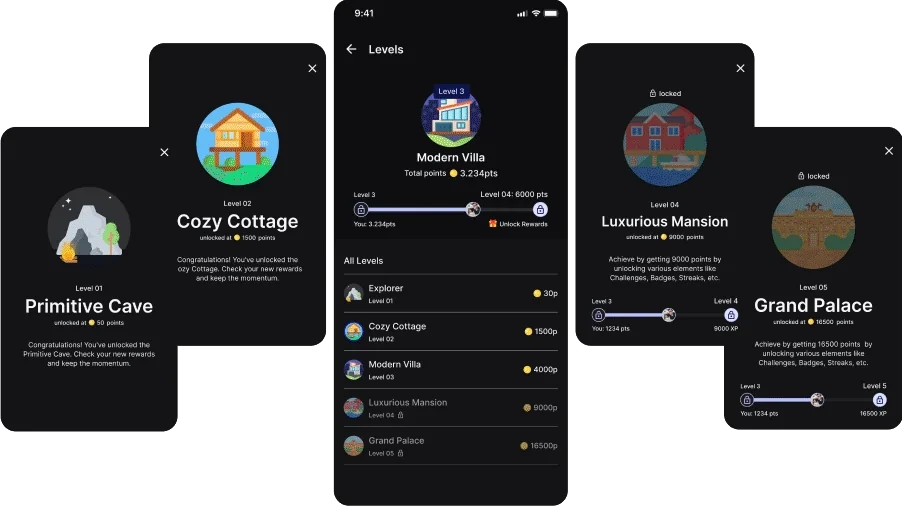 Level 01
Primitive Cave
unlocked at 50 points
Congratulations! You've unlocked the
Primitive Cave. Check your new rewards
and keep the momentum.
Level 02
Cozy Cottage
unlocked at 1500 points
Congratulations! You've unlocked the
ozy Cottage. Check your new rewards
and keep the momentum.
9:41
Levels
Level 3
Modern Villa
Total points 3.234pts
Level 3 Level 04: 6000 pts
You: 3.234pts Unlock Rewards
All Levels
Explorer
Level 01
30p
Cozy Cottage
Level 02
1500p
Modern Villa
Level 03
4000p
Luxurious Mansion
Level 04
9000p
Grand Palace
Level 05
16500p
locked
Level 04
Luxurious Mansion
unlocked at 9000 points
Achieve by getting 9000 points by
unlocking various elements like
Challenges, Badges, Streaks, etc.
Level 3 Level 4
You: 1234 pts 9000 XP
locked
Level 05
Grand Palace
unlocked at 16500 points
Achieve by getting 16500 points by
unlocking various elements like
Challenges, Badges, Streaks, etc.
Level 3 Level 5
You: 1234 pts 16500 XP